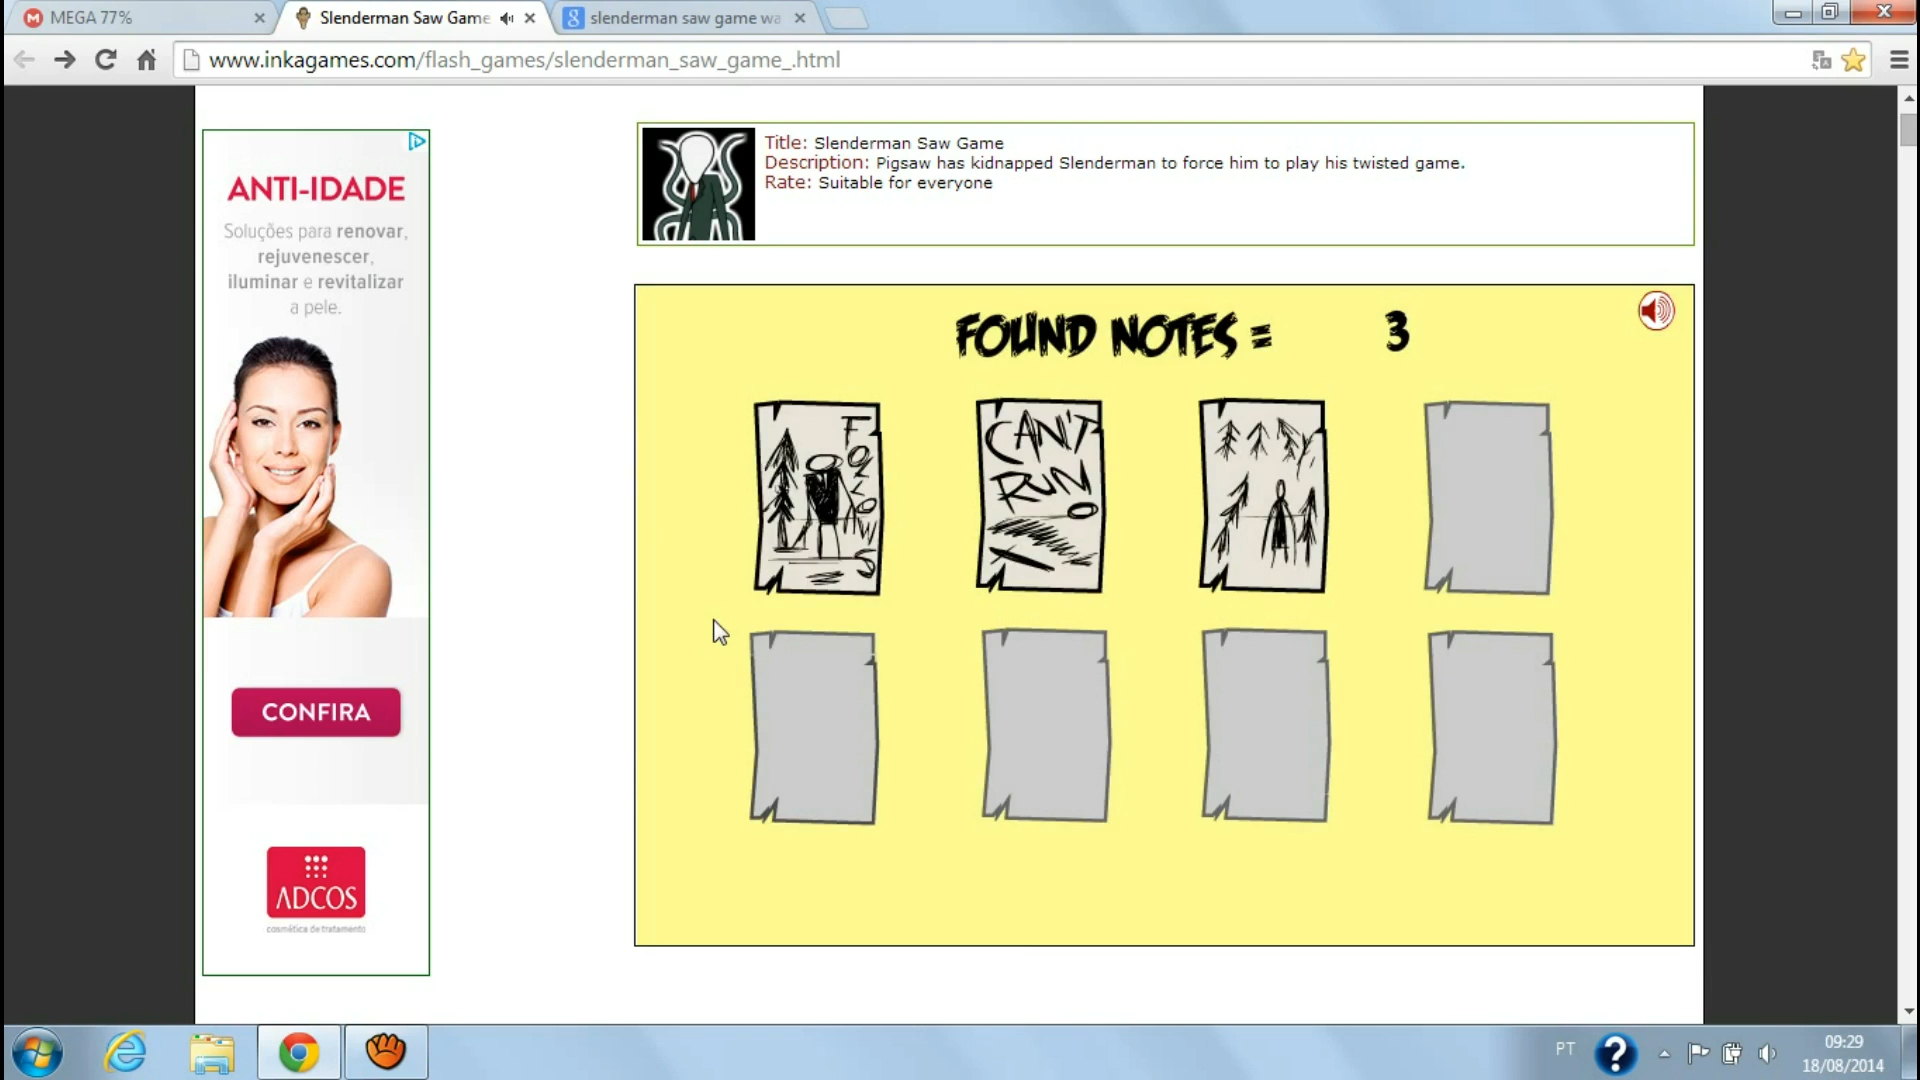 MEGA 77%
Slenderman Saw Game
slenderman saw game wa
www.inkagames.com/flash_games/slenderman_saw_game_.html
ANTI-IDADE
Soluções para renovar,
rejuvenescer,
iluminar e revitalizar
a pele.
CONFIRA
ADCOS
cosmética de tratamento
Title: Slenderman Saw Game
Description: Pigsaw has kidnapped Slenderman to force him to play his twisted game.
Rate: Suitable for everyone
FOUND NOTES = 3
FOLLOWS
CAN'T
RUN
PT
09:29
18/08/2014